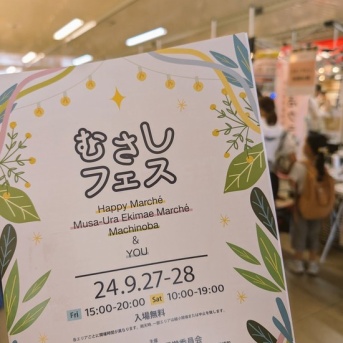 むさし
フェス
Happy Marché
Musa-Ura Ekimae Marché
Machinoba
&
YOU
24.9.27-28
Fri 15:00-20:00 Sat 10:00-19:00
入場無料